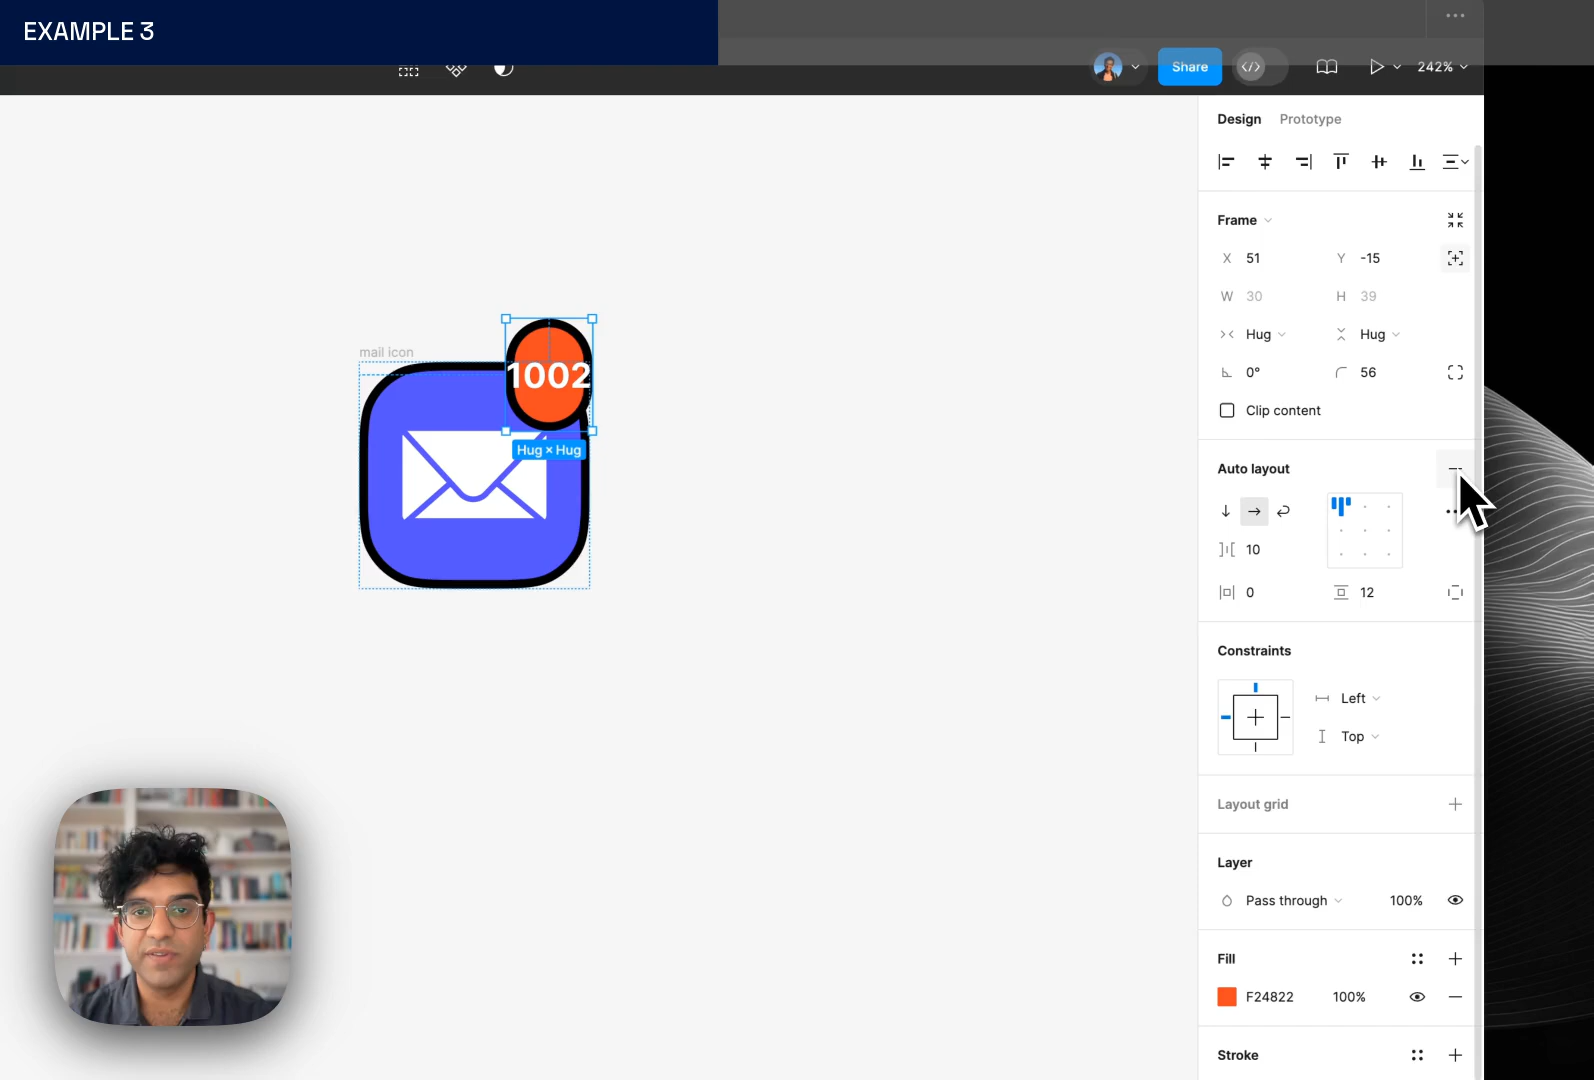 EXAMPLE 3
Share
242%
Design Prototype
Frame
X 51 Y -15
W 30 H 39
Hug Hug
0° 56
Clip content
Auto layout
10
0 12
Constraints
Left
Top
Layout grid
Layer
Pass through 100%
Fill
F24822 100%
Stroke
mail icon
1002
Hug × Hug